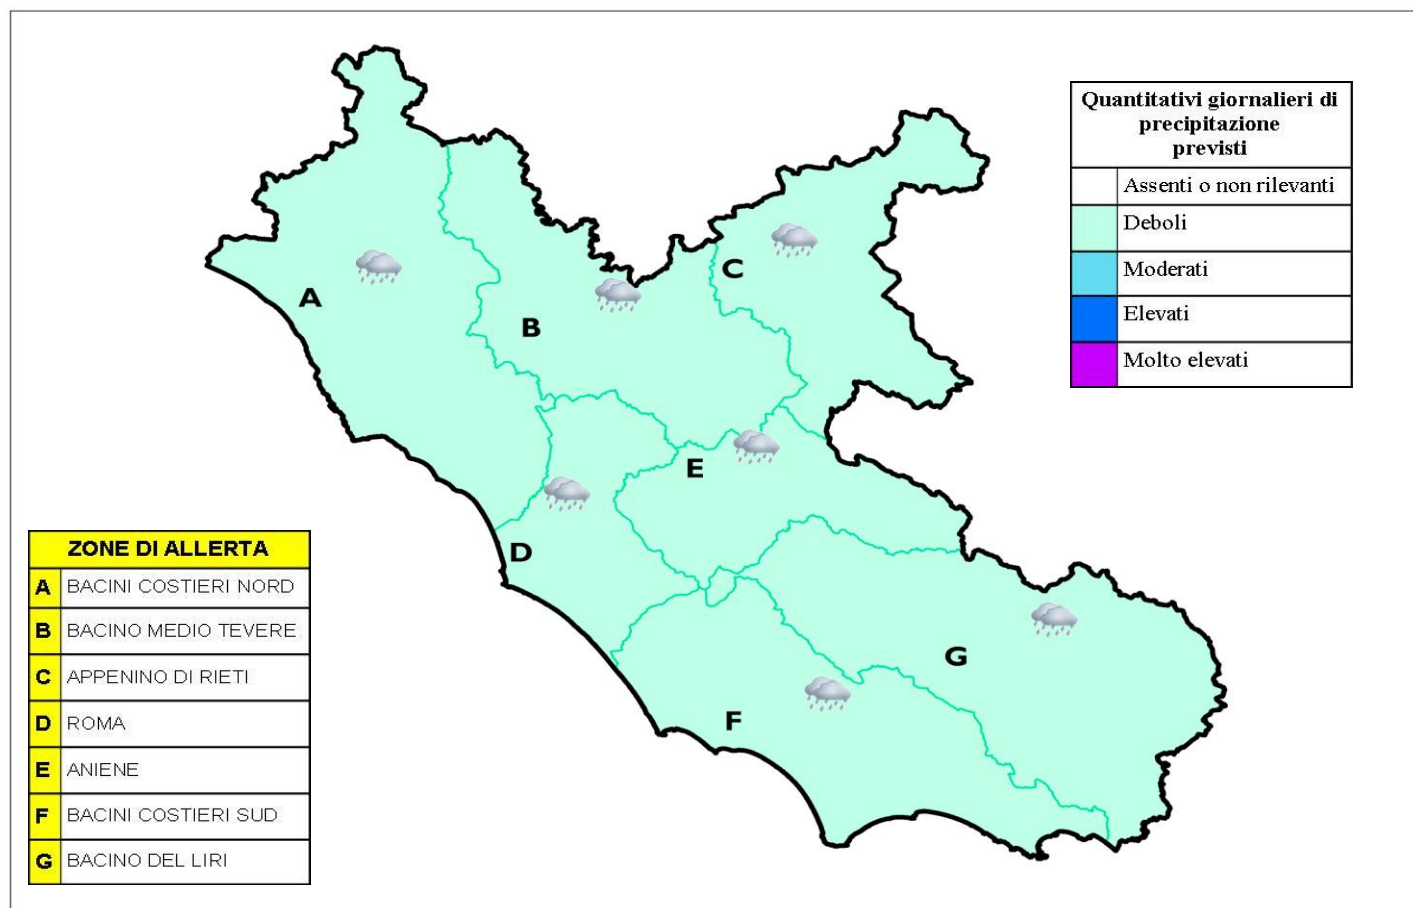 Quantitativi giornalieri di
precipitazione
previsti
Assenti o non rilevanti
Deboli
Moderati
Elevati
Molto elevati
C
A
B
E
D
G
F
ZONE DI ALLERTA
A BACINI COSTIERI NORD
B BACINO MEDIO TEVERE
C APPENINO DI RIETI
D ROMA
E ANIENE
F BACINI COSTIERI SUD
G BACINO DEL LIRI